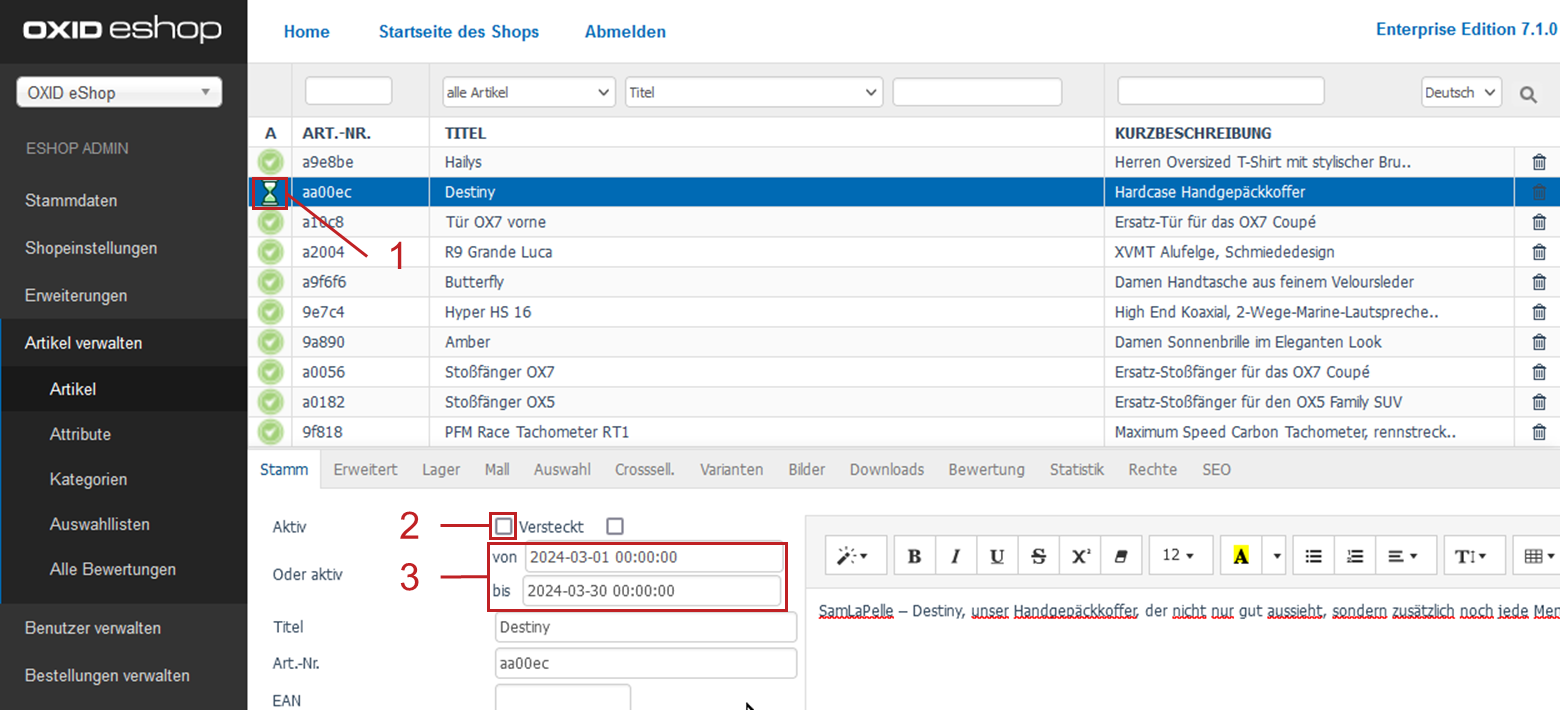 OXID eshop
Home Startseite des Shops Abmelden
Enterprise Edition 7.1.0
OXID eShop
ESHOP ADMIN
Stammdaten
Shopeinstellungen
Erweiterungen
Artikel verwalten
Artikel
Attribute
Kategorien
Auswahllisten
Alle Bewertungen
Benutzer verwalten
Bestellungen verwalten
alle Artikel Titel Deutsch
A ART.-NR. TITEL KURZBESCHREIBUNG
a9e8be Hailys Herren Oversized T-Shirt mit stylischer Bru..
aa00ec Destiny Hardcase Handgepäckkoffer
a10c8 Tür OX7 vorne Ersatz-Tür für das OX7 Coupé
1
a2004 R9 Grande Luca XVMT Alufelge, Schmiededesign
a9f6f6 Butterfly Damen Handtasche aus feinem Veloursleder
9e7c4 Hyper HS 16 High End Koaxial, 2-Wege-Marine-Lautspreche..
9a890 Amber Damen Sonnenbrille im Eleganten Look
a0056 Stoßfänger OX7 Ersatz-Stoßfänger für das OX7 Coupé
a0182 Stoßfänger OX5 Ersatz-Stoßfänger für den OX5 Family SUV
9f818 PFM Race Tachometer RT1 Maximum Speed Carbon Tachometer, rennstreck..
Stamm Erweitert Lager Mall Auswahl Crosssell. Varianten Bilder Downloads Bewertung Statistik Rechte SEO
Aktiv 2 Versteckt
Oder aktiv 3 von 2024-03-01 00:00:00
bis 2024-03-30 00:00:00
Titel Destiny
Art.-Nr. aa00ec
EAN
B I U S X² 12 A T
SamLaPelle – Destiny, unser Handgepäckkoffer, der nicht nur gut aussieht, sondern zusätzlich noch jede Men